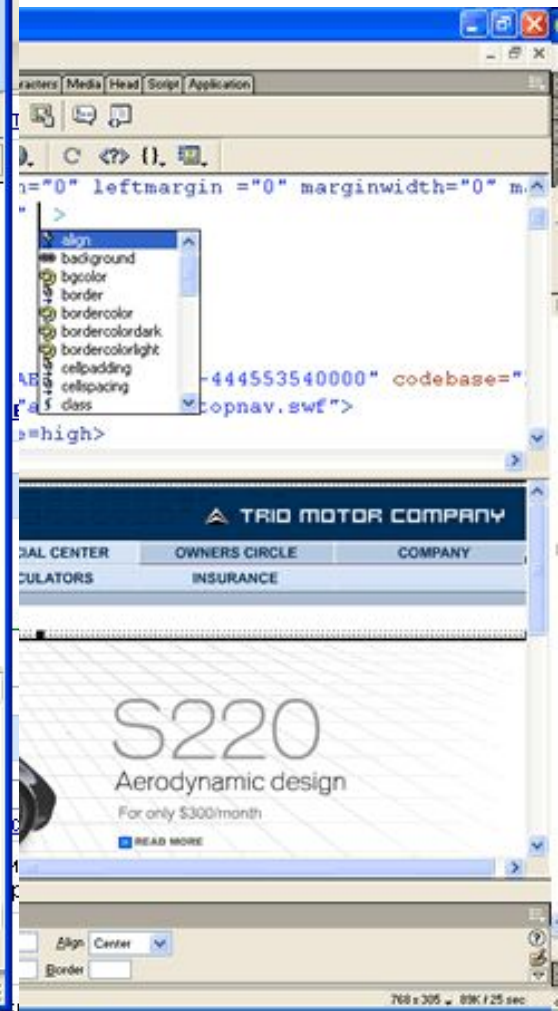 Media Head Script Application
n="0" leftmargin ="0" marginwidth="0" m
" >
align
background
bgcolor
border
bordercolor
bordercolordark
bordercolorlight
cellpadding
cellspacing
class
-444553540000" codebase="
topnav.swf">
=high>
TRIO MOTOR COMPANY
CIAL CENTER OWNERS CIRCLE COMPANY
CULATORS INSURANCE
S220
Aerodynamic design
For only $300/month
READ MORE
Align Center
Border
768 x 305 89K / 25 sec